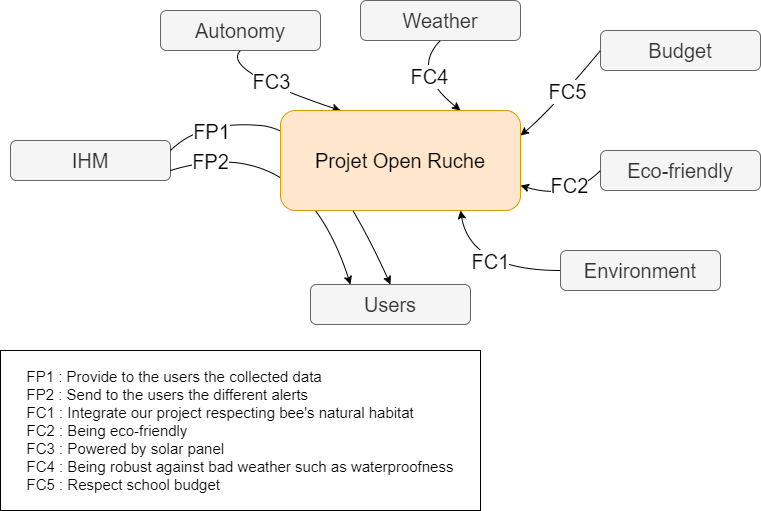 Autonomy
Weather
Budget
FC3
FC4
FC5
FP1
IHM
FP2
Projet Open Ruche
FC2
Eco-friendly
FC1
Environment
Users
FP1 : Provide to the users the collected data
FP2 : Send to the users the different alerts
FC1 : Integrate our project respecting bee's natural habitat
FC2 : Being eco-friendly
FC3 : Powered by solar panel
FC4 : Being robust against bad weather such as waterproofness
FC5 : Respect school budget